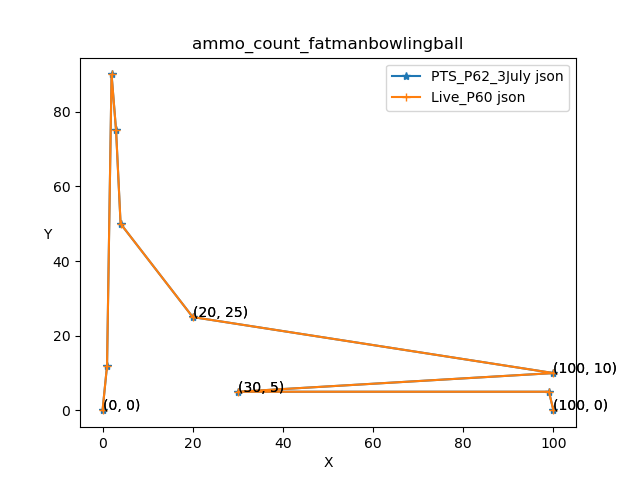 ammo_count_fatmanbowlingball
PTS_P62_3July json
Live_P60 json
80
60
40
20
0
Y
(20, 25)
(100, 10)
(30, 5)
(0, 0)
(100, 0)
0 20 40 60 80 100
X